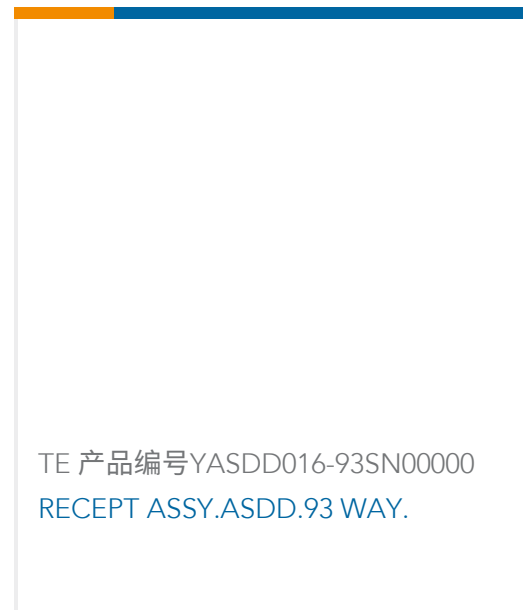 TE 产品编号YASDD016-93SN00000
RECEPT ASSY.ASDD.93 WAY.